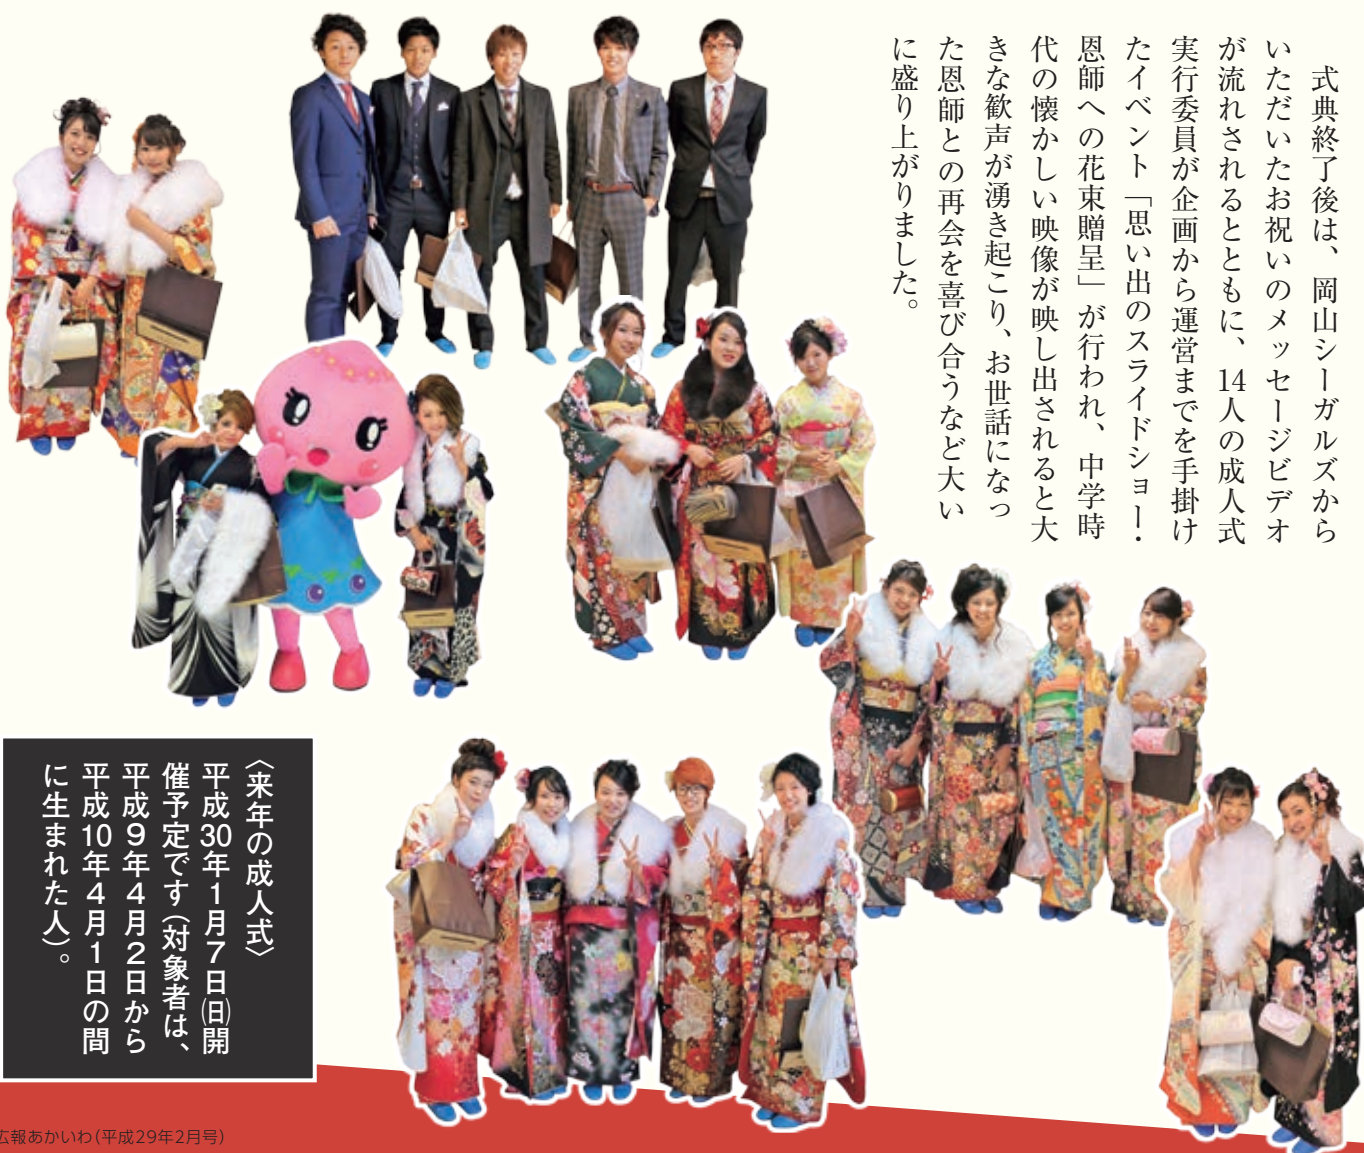 式典終了後は、岡山シーガルズから
いただいたお祝いのメッセージビデオ
が流されるとともに、14人の成人式
実行委員が企画から運営までを手掛け
たイベント「思い出のスライドショー・
恩師への花束贈呈」が行われ、中学時
代の懐かしい映像が映し出されると大
きな歓声が湧き起こり、お世話になっ
た恩師との再会を喜び合うなど大い
に盛り上がりました。
〈来年の成人式〉
平成30年1月7日㈰開
催予定です(対象者は、
平成9年4月2日から
平成10年4月1日の間
に生まれた人)。
広報あかいわ(平成29年2月号)